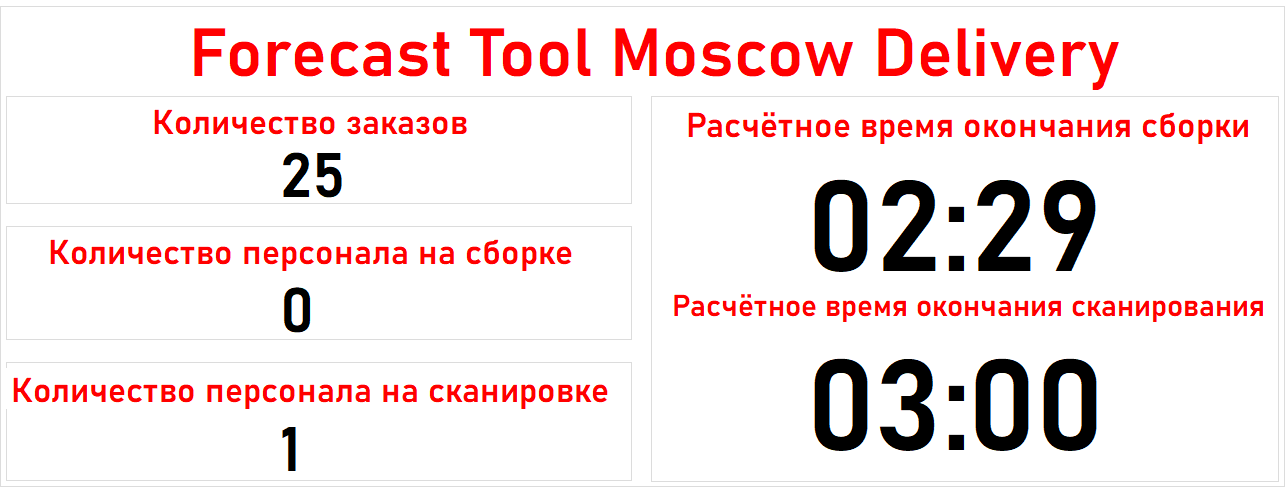 Forecast Tool Moscow Delivery
Количество заказов
25
Количество персонала на сборке
0
Количество персонала на сканировке
1
Расчётное время окончания сборки
02:29
Расчётное время окончания сканирования
03:00